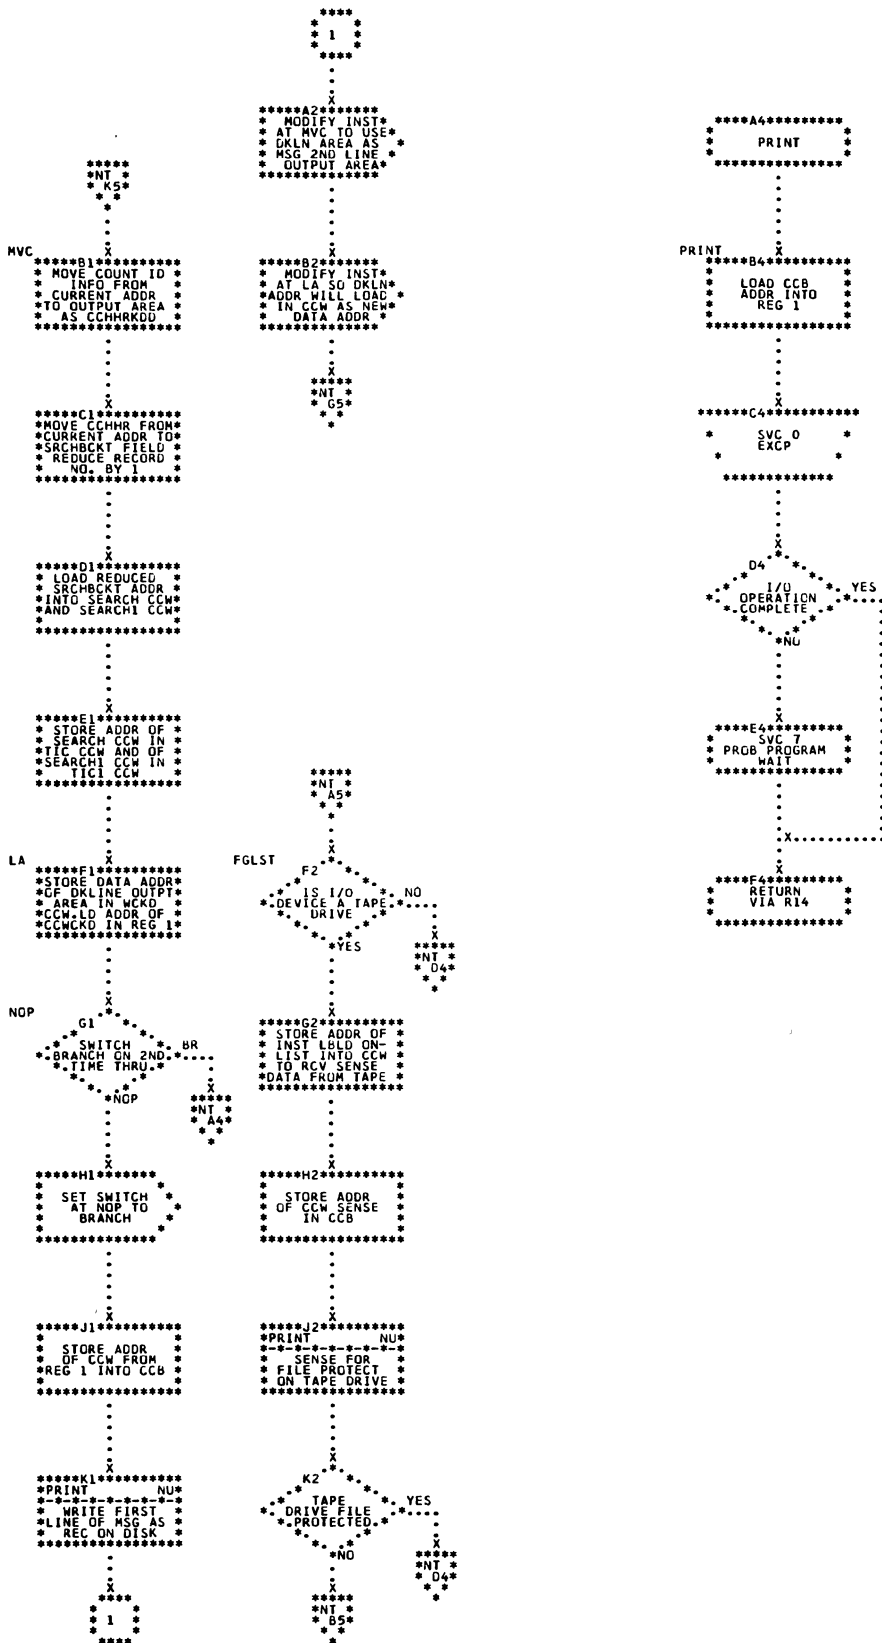 NT
K5
MVC
B1
MOVE COUNT ID
INFO FROM
CURRENT ADDR
TO OUTPUT AREA
AS CCHHRKDD
C1
MOVE CCHHR FROM
CURRENT ADDR TO
SRCHBCKT FIELD
REDUCE RECORD
NO. BY 1
D1
LOAD REDUCED
SRCHBCKT ADDR
INTO SEARCH CCW
AND SEARCH1 CCW
E1
STORE ADDR OF
SEARCH CCW IN
TIC CCW AND OF
SEARCH1 CCW IN
TIC1 CCW
LA
F1
STORE DATA ADDR
OF DKLINE OUTPT
AREA IN WCKD
CCW.LD ADDR OF
CCWCKD IN REG 1
NOP
G1
SWITCH
BRANCH ON 2ND
TIME THRU
BR
NOP
NT
A4
H1
SET SWITCH
AT NOP TO
BRANCH
J1
STORE ADDR
OF CCW FROM
REG 1 INTO CCB
K1
PRINT NU
WRITE FIRST
LINE OF MSG AS
REC ON DISK
1
1
A2
MODIFY INST
AT MVC TO USE
DKLN AREA AS
MSG 2ND LINE
OUTPUT AREA
B2
MODIFY INST
AT LA SO DKLN
ADDR WILL LOAD
IN CCW AS NEW
DATA ADDR
NT
G5
NT
A5
FGLST
F2
IS I/O
DEVICE A TAPE
DRIVE
NO
YES
NT
D4
G2
STORE ADDR OF
INST LBLD ON-
LIST INTO CCW
TO RCV SENSE
DATA FROM TAPE
H2
STORE ADDR
OF CCW SENSE
IN CCB
J2
PRINT NU
SENSE FOR
FILE PROTECT
ON TAPE DRIVE
K2
TAPE
DRIVE FILE
PROTECTED
YES
NO
NT
D4
NT
B5
A4
PRINT
PRINT
B4
LOAD CCB
ADDR INTO
REG 1
C4
SVC 0
EXCP
D4
I/O
OPERATION
COMPLETE
YES
NO
E4
SVC 7
PROB PROGRAM
WAIT
F4
RETURN
VIA R14